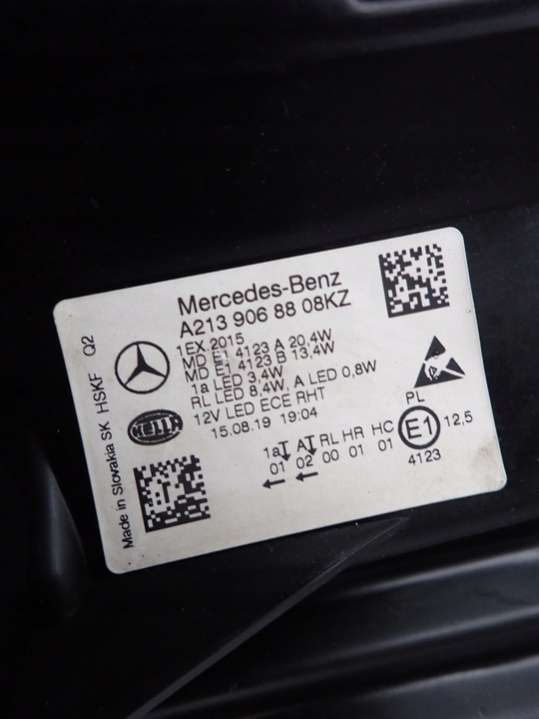 Mercedes-Benz
A213 906 88 08KZ
1EX 2015
MD E1 4123 A 20,4W
MD E1 4123 B 13,4W
1a LED 3,4W
RL LED 8,4W, A LED 0,8W
12V LED ECE RHT
15.08.19 19:04
HELLA
Made in Slovakia SK HSKF Q2
PL
1aT AT RL HR HC E1 12,5
01 02 00 01 01 4123